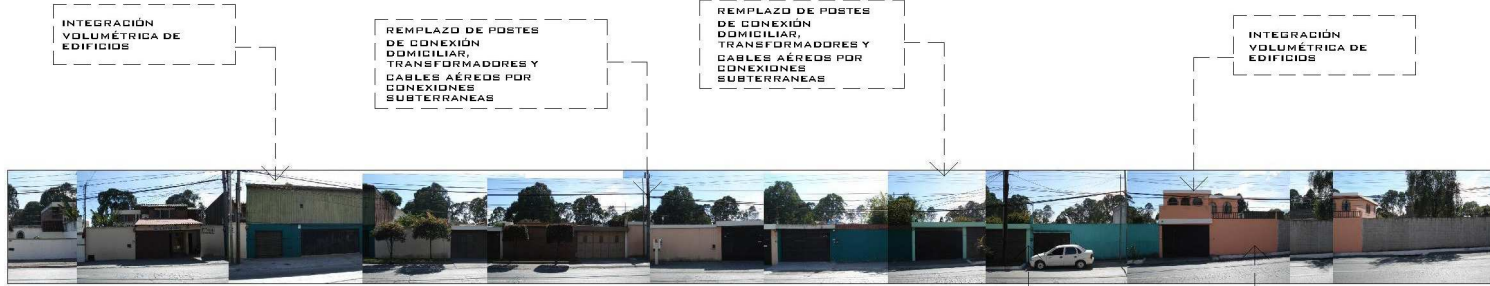 INTEGRACIÓN
VOLUMÉTRICA DE
EDIFICIOS
REMPLAZO DE POSTES
DE CONEXIÓN
DOMICILIAR,
TRANSFORMADORES Y
CABLES AÉREOS POR
CONEXIONES
SUBTERRANEAS
REMPLAZO DE POSTES
DE CONEXIÓN
DOMICILIAR,
TRANSFORMADORES Y
CABLES AÉREOS POR
CONEXIONES
SUBTERRANEAS
INTEGRACIÓN
VOLUMÉTRICA DE
EDIFICIOS